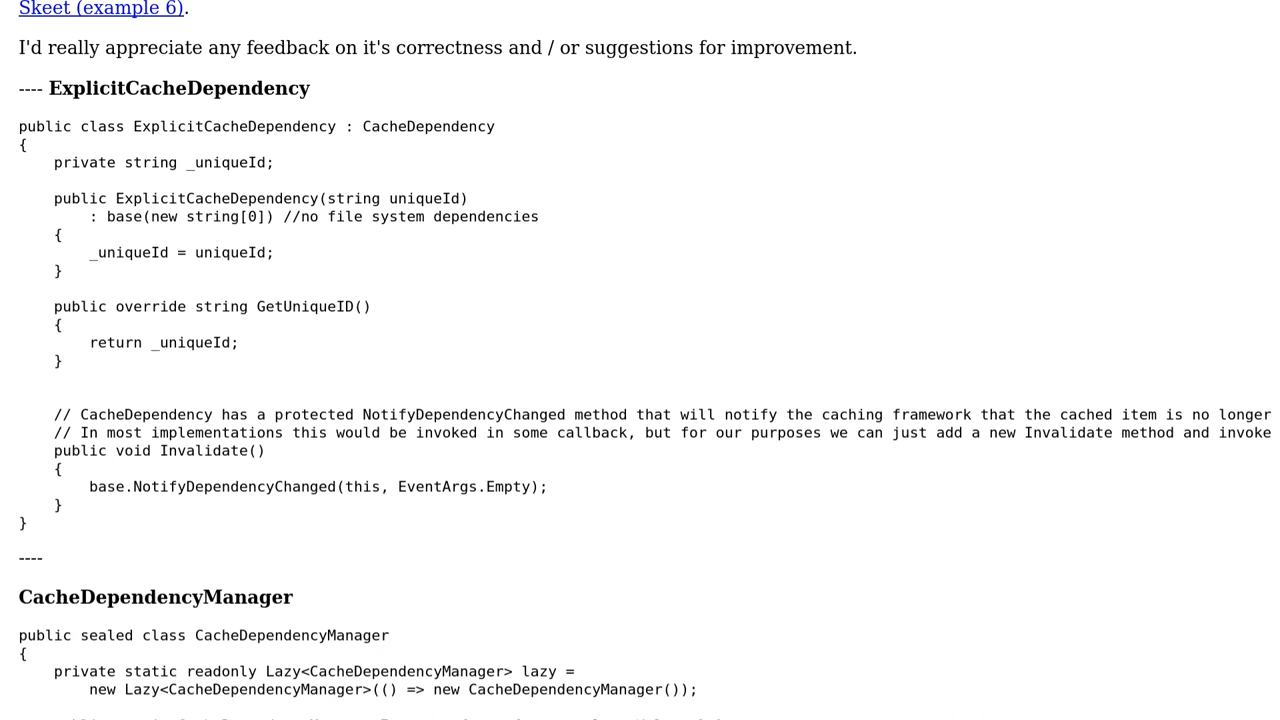 Skeet (example 6).
I'd really appreciate any feedback on it's correctness and / or suggestions for improvement.
---- ExplicitCacheDependency
public class ExplicitCacheDependency : CacheDependency
{
    private string _uniqueId;
    public ExplicitCacheDependency(string uniqueId)
        : base(new string[0]) //no file system dependencies
    {
        _uniqueId = uniqueId;
    }
    public override string GetUniqueID()
    {
        return _uniqueId;
    }
    // CacheDependency has a protected NotifyDependencyChanged method that will notify the caching framework that the cached item is no longer
    // In most implementations this would be invoked in some callback, but for our purposes we can just add a new Invalidate method and invoke
    public void Invalidate()
    {
        base.NotifyDependencyChanged(this, EventArgs.Empty);
    }
}
----
CacheDependencyManager
public sealed class CacheDependencyManager
{
    private static readonly Lazy<CacheDependencyManager> lazy =
        new Lazy<CacheDependencyManager>(() => new CacheDependencyManager());